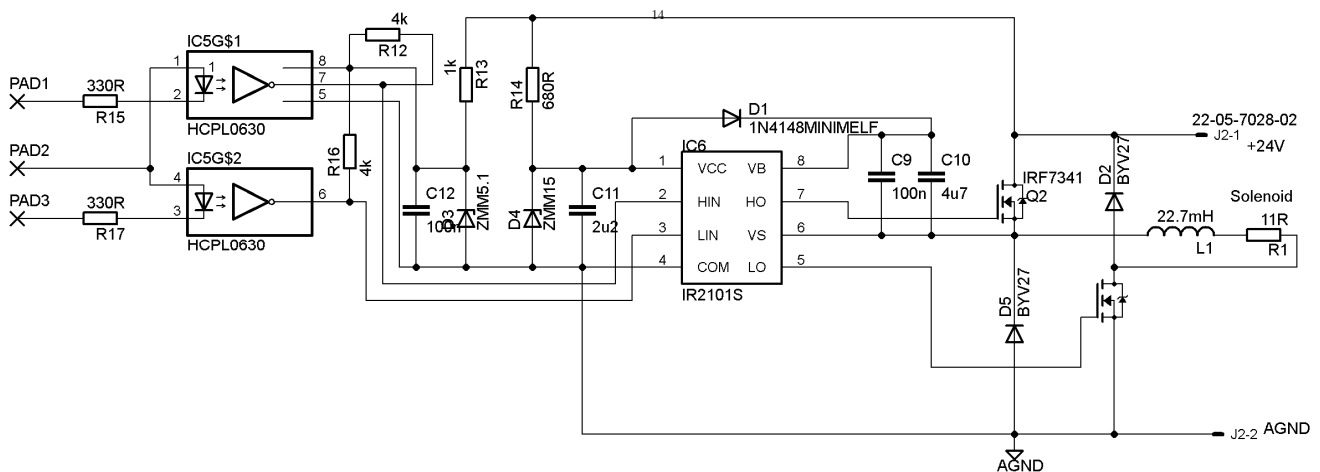 14
4k
R12
IC5G$1
1
1
8
7
2
5
HCPL0630
PAD1
330R
R15
1k
R13
R14
680R
D1
1N4148MINIMELF
22-05-7028-02
J2-1
+24V
PAD2
IC5G$2
4
6
3
HCPL0630
R16
4k
PAD3
330R
R17
C12
100n
D3
ZMM5.1
D4
ZMM15
C11
2u2
IC6
1
VCC
VB
8
2
HIN
HO
7
3
LIN
VS
6
4
COM
LO
5
IR2101S
C9
100n
C10
4u7
IRF7341
Q2
D2
BYV27
Solenoid
22.7mH
L1
11R
R1
D5
BYV27
J2-2
AGND
AGND